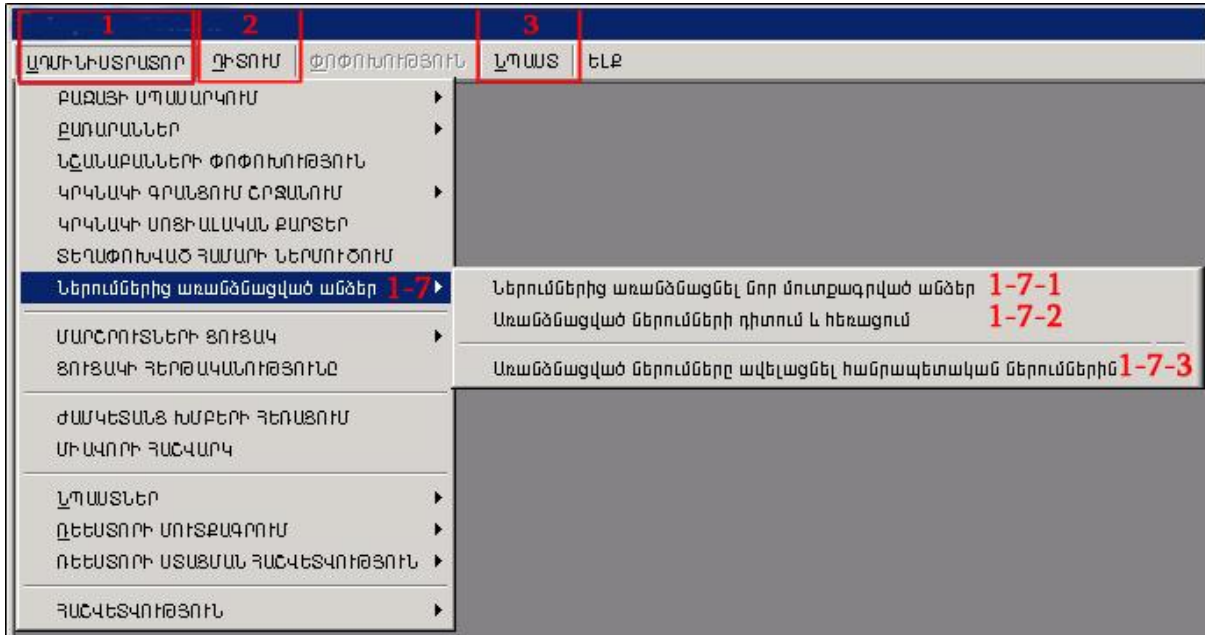 1 2 3
ԱԴՄԻՆԻՍՏՐԱՏՈՐ ԴԻՏՈՒՄ ՓՈՓՈԽՈՒԹՅՈՒՆ ՆՊԱՍՏ ԵԼՔ
ԲԱԶԱՅԻ ՍՊԱՍԱՐԿՈՒՄ
ԲԱՌԱՐԱՆՆԵՐ
ՆՇԱՆԱԲԱՆՆԵՐԻ ՓՈՓՈԽՈՒԹՅՈՒՆ
ԿՐԿՆԱԿԻ ԳՐԱՆՑՈՒՄ ՇՐՋԱՆՈՒՄ
ԿՐԿՆԱԿԻ ՍՈՑԻԱԼԱԿԱՆ ՔԱՐՏԵՐ
ՏԵՂԱՓՈԽՎԱԾ ՀԱՄԱՐԻ ՆԵՐՄՈՒԾՈՒՄ
Ներումներից առանձնացված անձեր 1-7
Ներումներից առանձնացնել նոր մուտքագրված անձեր 1-7-1
Առանձնացված ներումների դիտում և հեռացում 1-7-2
Առանձնացված ներումները ավելացնել հանրապետական ներումներին 1-7-3
ՄԱՐՇՐՈՒՏՆԵՐԻ ՑՈՒՑԱԿ
ՑՈՒՑԱԿԻ ՀԵՐԹԱԿԱՆՈՒԹՅՈՒՆԸ
ԺԱՄԿԵՏԱՆՑ ԽՄԲԵՐԻ ՀԵՌԱՑՈՒՄ
ՄԻԱՎՈՐԻ ՀԱՇՎԱՐԿ
ՆՊԱՍՏՆԵՐ
ՌԵԵՍՏՈՐԻ ՄՈՒՏՔԱԳՐՈՒՄ
ՌԵԵՍՏՈՐԻ ՍՏԱՑՄԱՆ ՀԱՇՎԵՏՎՈՒԹՅՈՒՆ
ՀԱՇՎԵՏՎՈՒԹՅՈՒՆ